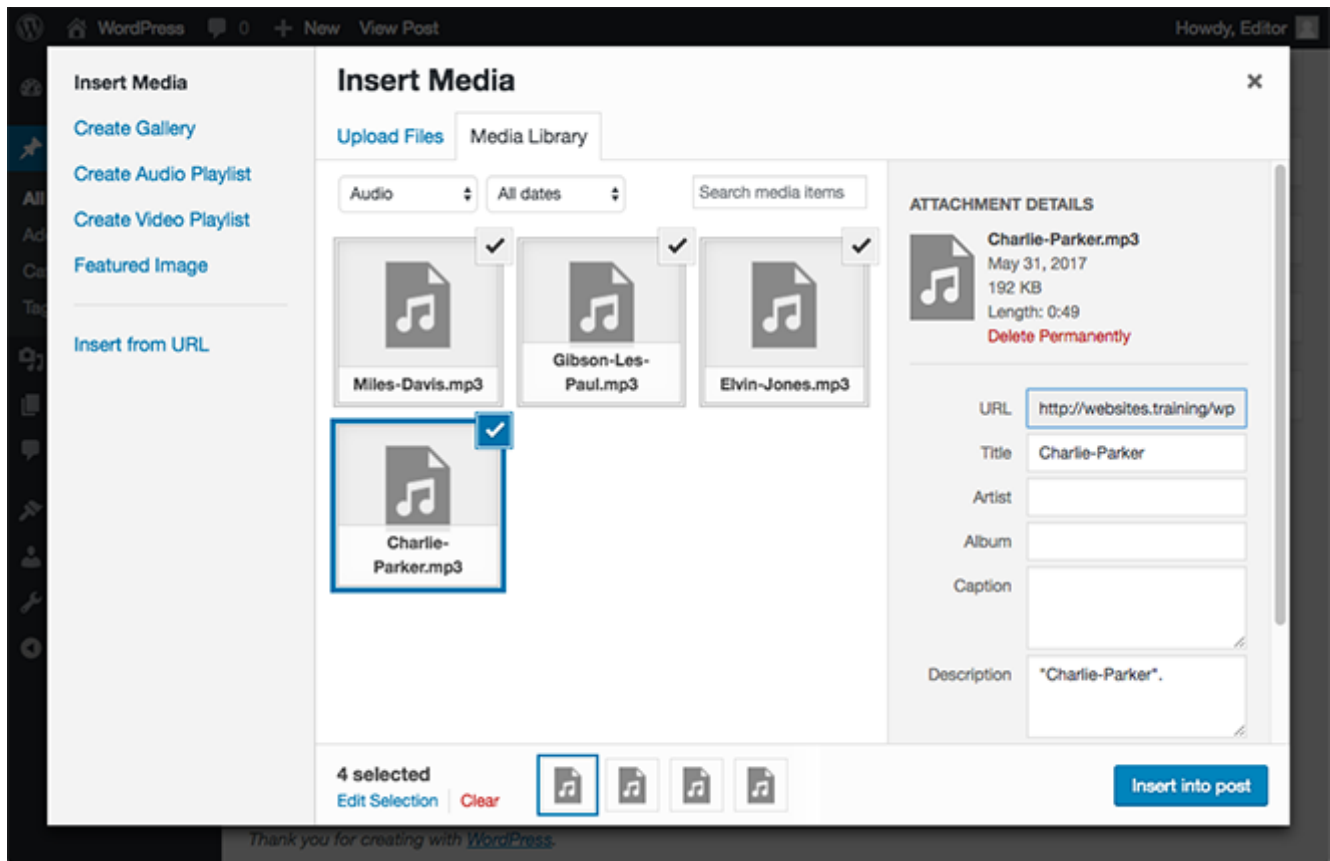 WordPress 0 New View Post Howdy, Editor
Insert Media
Create Gallery
Create Audio Playlist
Create Video Playlist
Featured Image
Insert from URL
Insert Media
Upload Files Media Library
Audio All dates Search media items
Miles-Davis.mp3
Gibson-Les-
Paul.mp3
Elvin-Jones.mp3
Charlie-
Parker.mp3
ATTACHMENT DETAILS
Charlie-Parker.mp3
May 31, 2017
192 KB
Length: 0:49
Delete Permanently
URL http://websites.training/wp
Title Charlie-Parker
Artist
Album
Caption
Description "Charlie-Parker".
4 selected
Edit Selection Clear
Insert into post
All
Ad
Ca
Tag
Thank you for creating with WordPress.